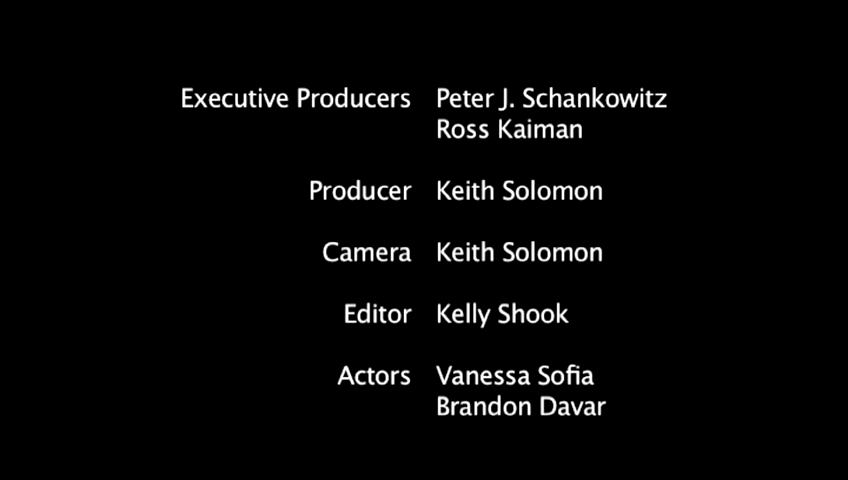 Executive Producers Peter J. Schankowitz
Ross Kaiman
Producer Keith Solomon
Camera Keith Solomon
Editor Kelly Shook
Actors Vanessa Sofia
Brandon Davar